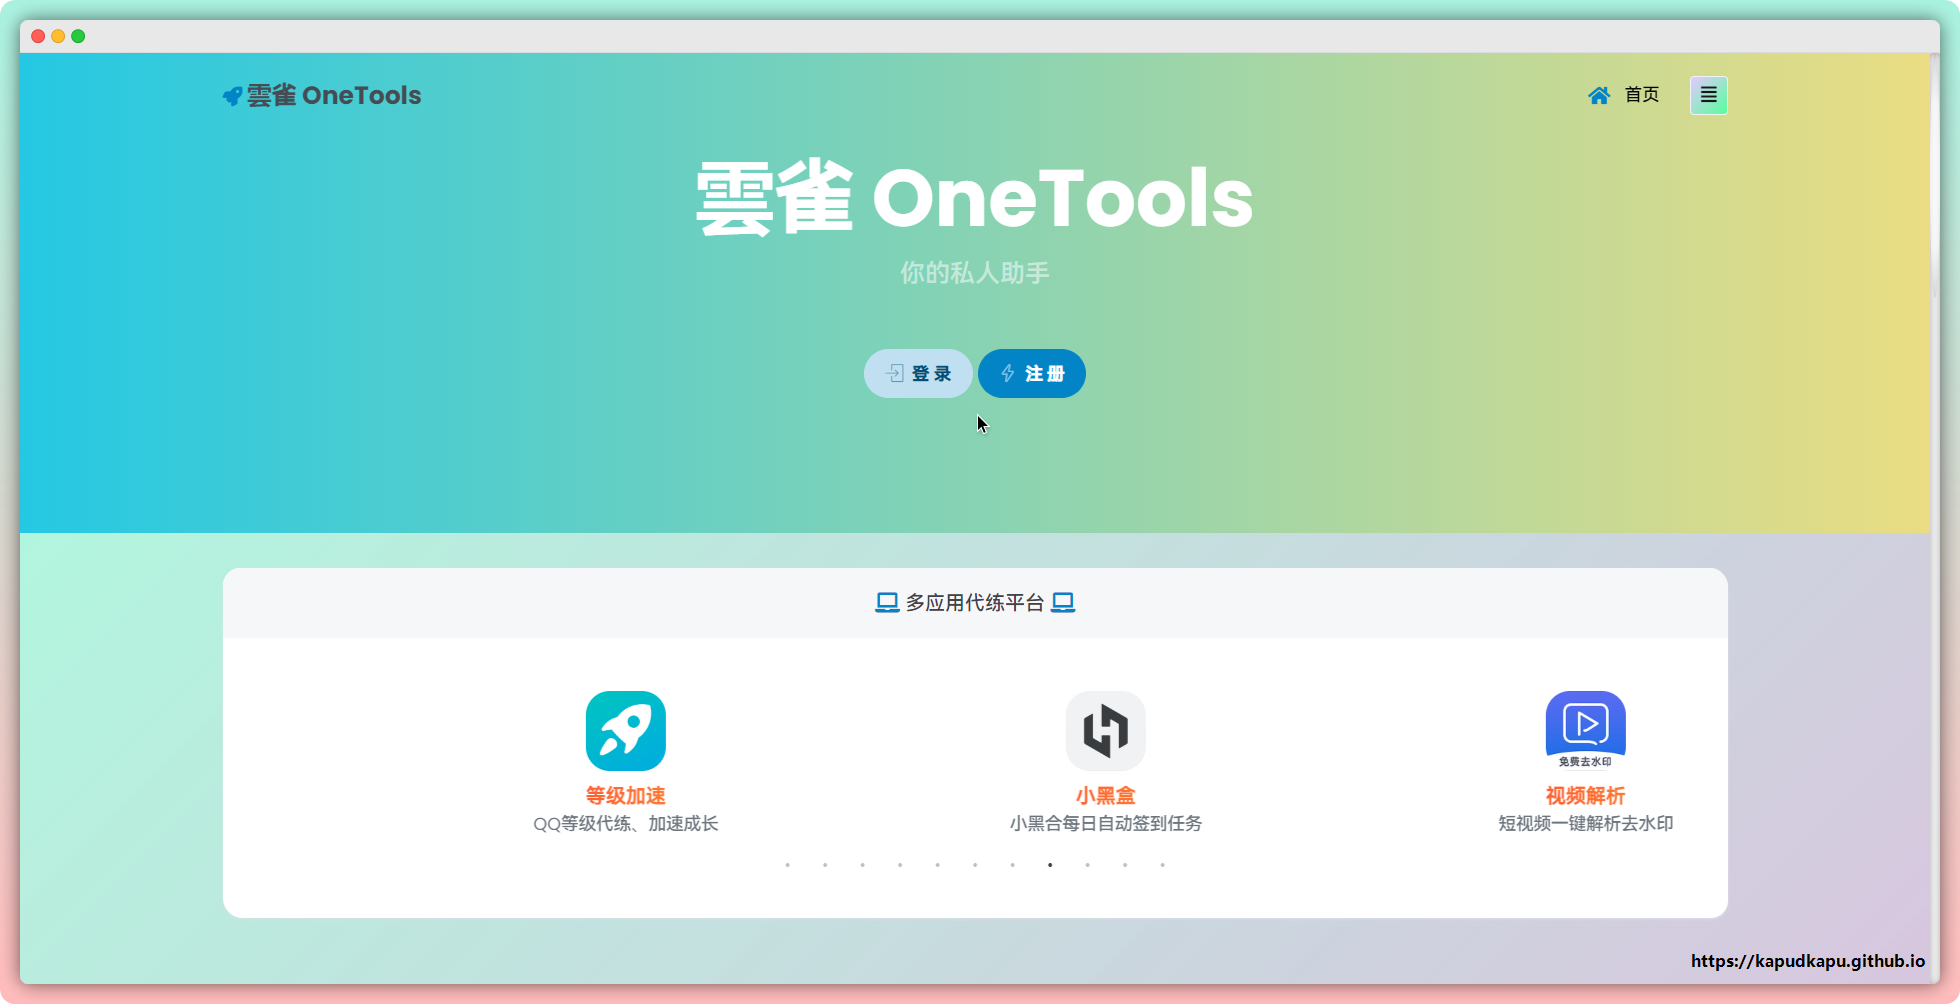 雲雀 OneTools
首页
雲雀 OneTools
你的私人助手
登 录
注 册
多应用代练平台
免费去水印
等级加速
小黑盒
视频解析
QQ等级代练、加速成长
小黑合每日自动签到任务
短视频一键解析去水印
https://kapudkapu.github.io